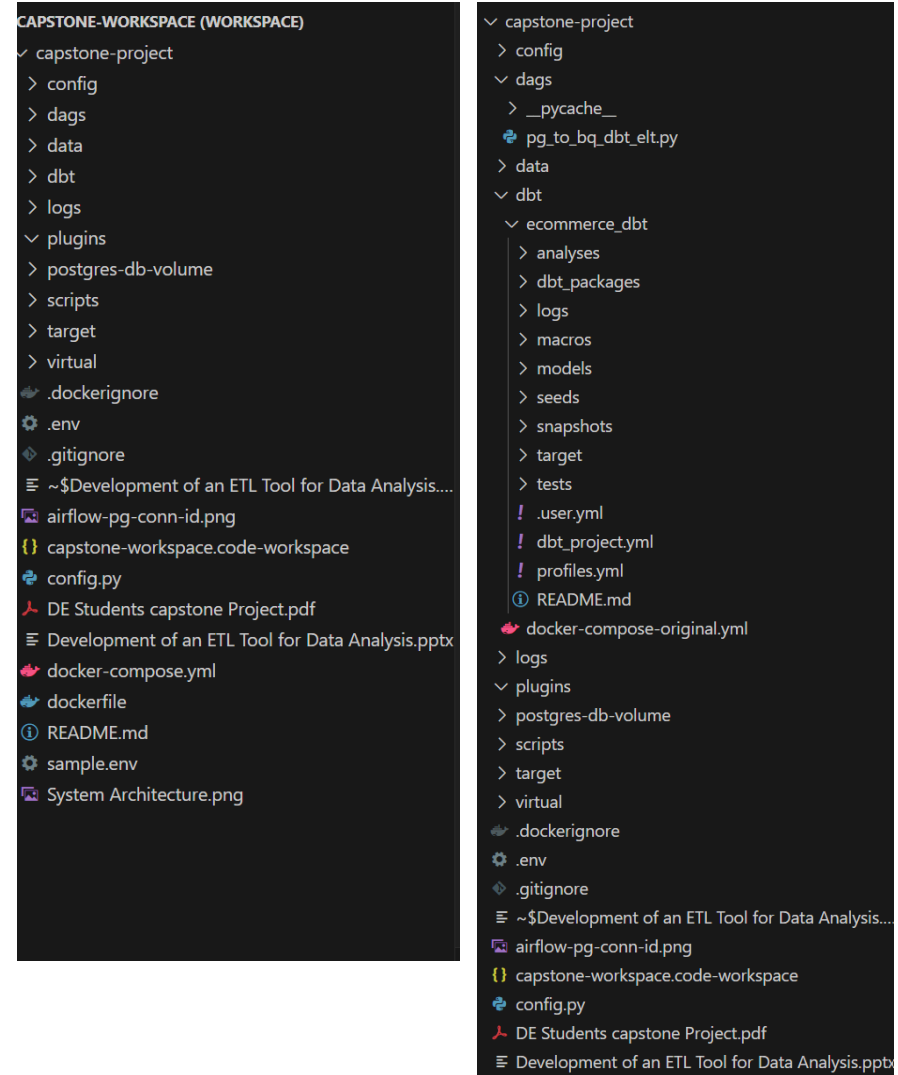 CAPSTONE-WORKSPACE (WORKSPACE)
capstone-project
config
dags
data
dbt
logs
plugins
postgres-db-volume
scripts
target
virtual
.dockerignore
.env
.gitignore
~$Development of an ETL Tool for Data Analysis....
airflow-pg-conn-id.png
capstone-workspace.code-workspace
config.py
DE Students capstone Project.pdf
Development of an ETL Tool for Data Analysis.pptx
docker-compose.yml
dockerfile
README.md
sample.env
System Architecture.png
capstone-project
config
dags
__pycache__
pg_to_bq_dbt_elt.py
data
dbt
ecommerce_dbt
analyses
dbt_packages
logs
macros
models
seeds
snapshots
target
tests
.user.yml
dbt_project.yml
profiles.yml
README.md
docker-compose-original.yml
logs
plugins
postgres-db-volume
scripts
target
virtual
.dockerignore
.env
.gitignore
~$Development of an ETL Tool for Data Analysis....
airflow-pg-conn-id.png
capstone-workspace.code-workspace
config.py
DE Students capstone Project.pdf
Development of an ETL Tool for Data Analysis.pptx